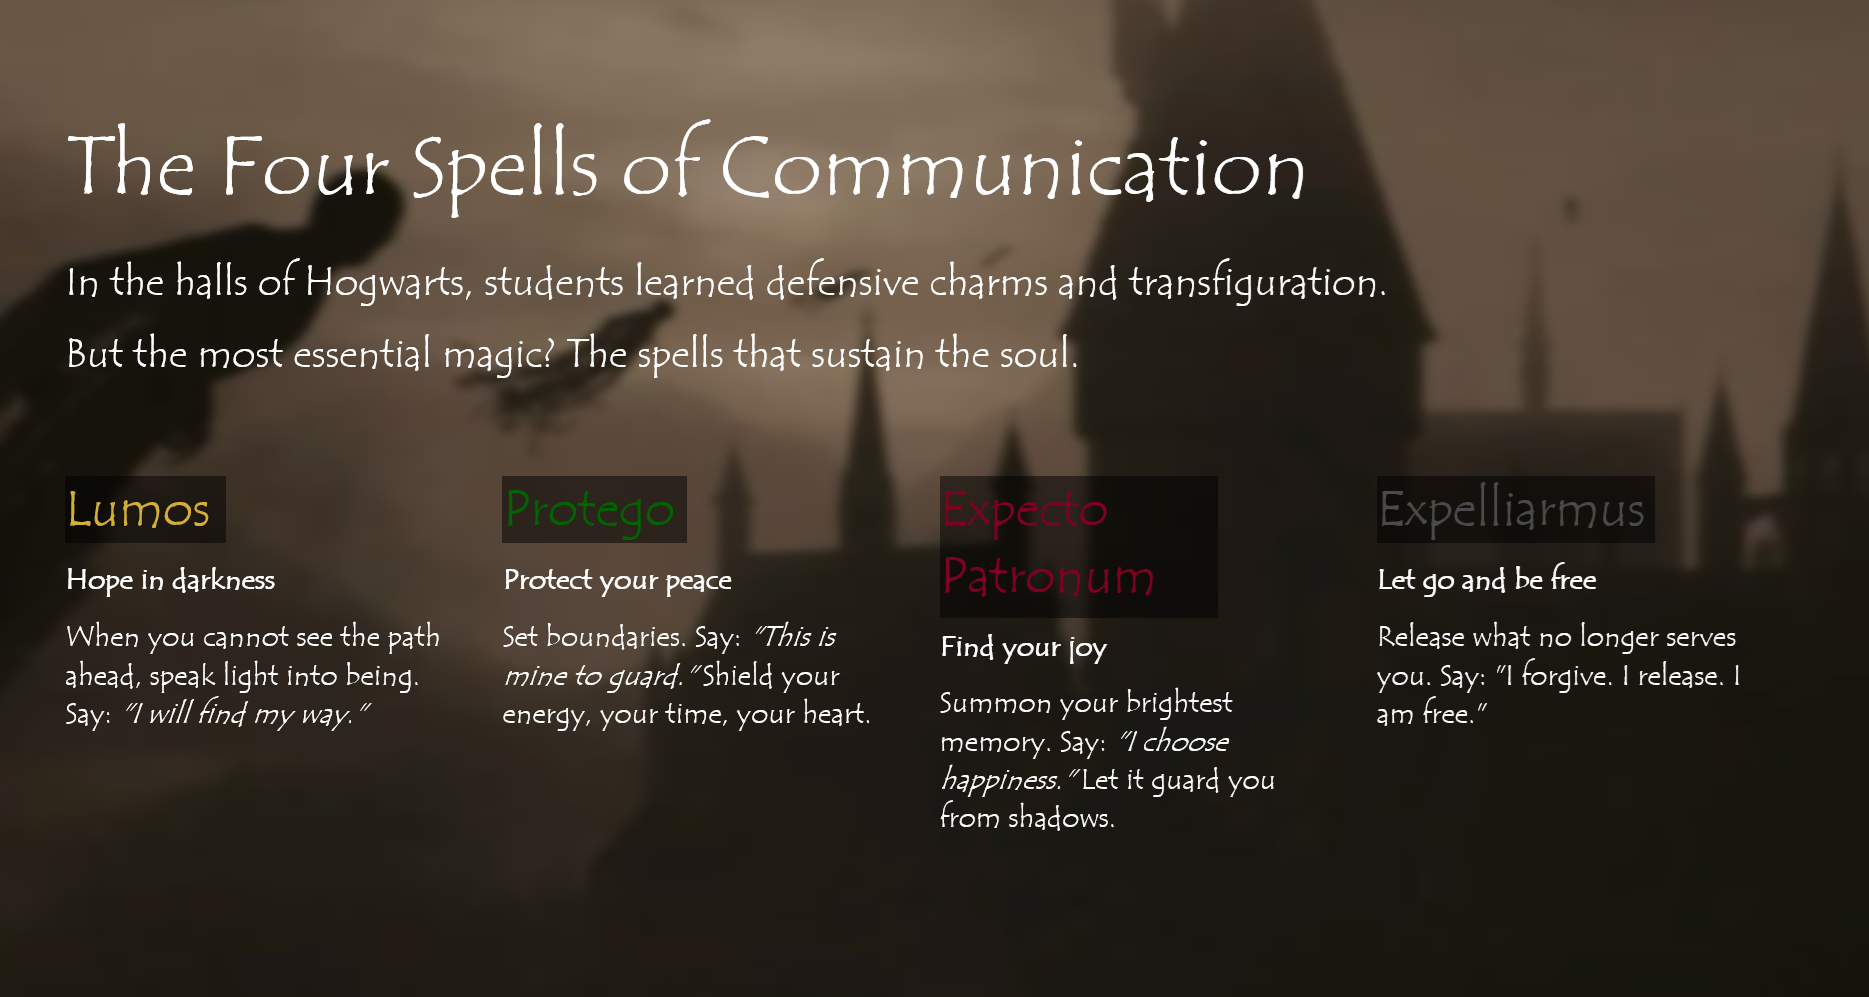 The Four Spells of Communication
In the halls of Hogwarts, students learned defensive charms and transfiguration.
But the most essential magic? The spells that sustain the soul.
Lumos
Hope in darkness
When you cannot see the path
ahead, speak light into being.
Say: "I will find my way."
Protego
Protect your peace
Set boundaries. Say: "This is
mine to guard." Shield your
energy, your time, your heart.
Expecto
Patronum
Find your joy
Summon your brightest
memory. Say: "I choose
happiness." Let it guard you
from shadows.
Expelliarmus
Let go and be free
Release what no longer serves
you. Say: "I forgive. I release. I
am free."